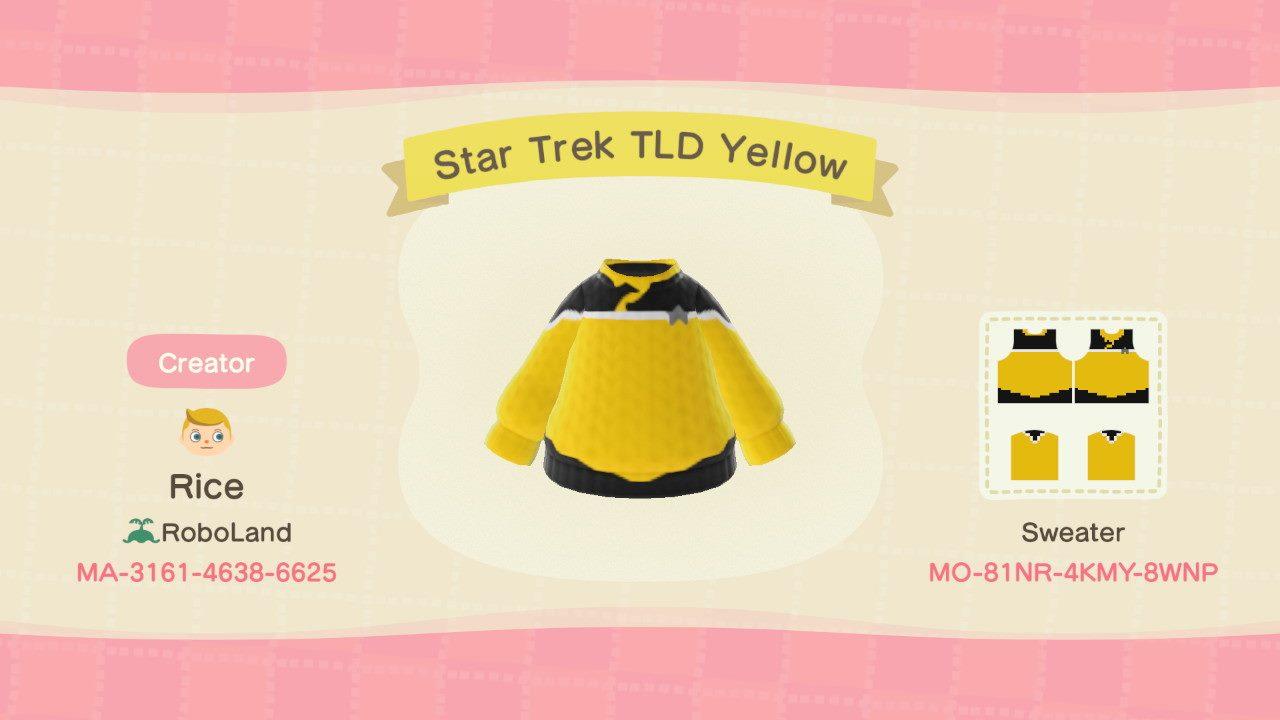 Star Trek TLD Yellow
Creator
Rice
RoboLand
MA-3161-4638-6625
Sweater
MO-81NR-4KMY-8WNP